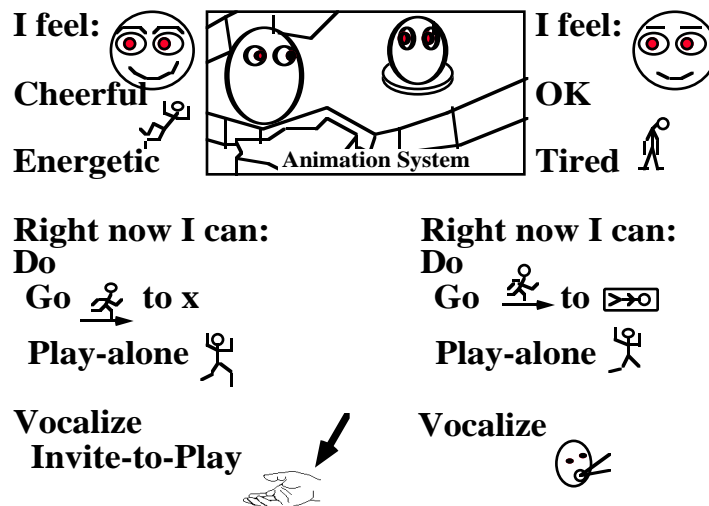 I feel:
Cheerful
Energetic
Animation System
I feel:
OK
Tired
Right now I can:
Do
Go to x
Play-alone
Vocalize
Invite-to-Play
Right now I can:
Do
Go to
Play-alone
Vocalize